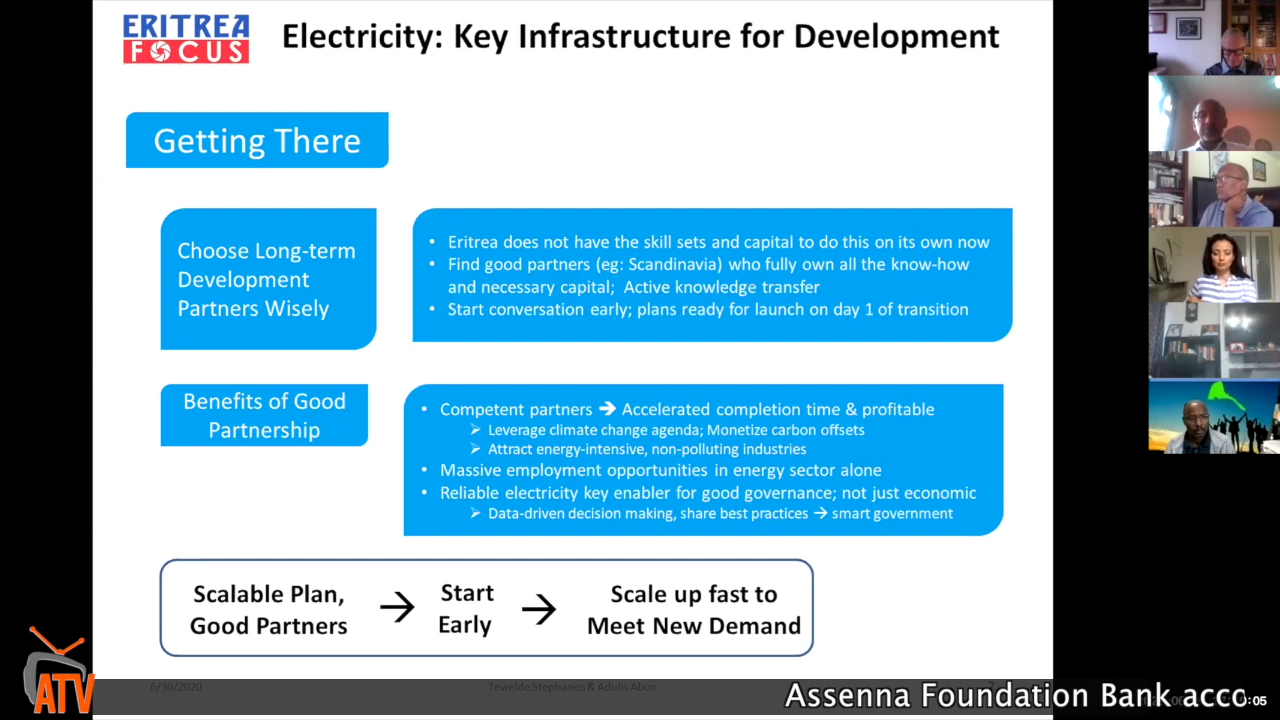 ERITREA
FOCUS
Electricity: Key Infrastructure for Development
Getting There
Choose Long-term
Development
Partners Wisely
• Eritrea does not have the skill sets and capital to do this on its own now
• Find good partners (eg: Scandinavia) who fully own all the know-how
and necessary capital; Active knowledge transfer
• Start conversation early; plans ready for launch on day 1 of transition
Benefits of Good
Partnership
• Competent partners → Accelerated completion time & profitable
➢ Leverage climate change agenda; Monetize carbon offsets
➢ Attract energy-intensive, non-polluting industries
• Massive employment opportunities in energy sector alone
• Reliable electricity key enabler for good governance; not just economic
➢ Data-driven decision making, share best practices → smart government
Scalable Plan,
Good Partners
→
Start
Early
→
Scale up fast to
Meet New Demand
6/30/2020
Tewelde Stephanos & Adulis Abun
ATV
Assenna Foundation Bank acco